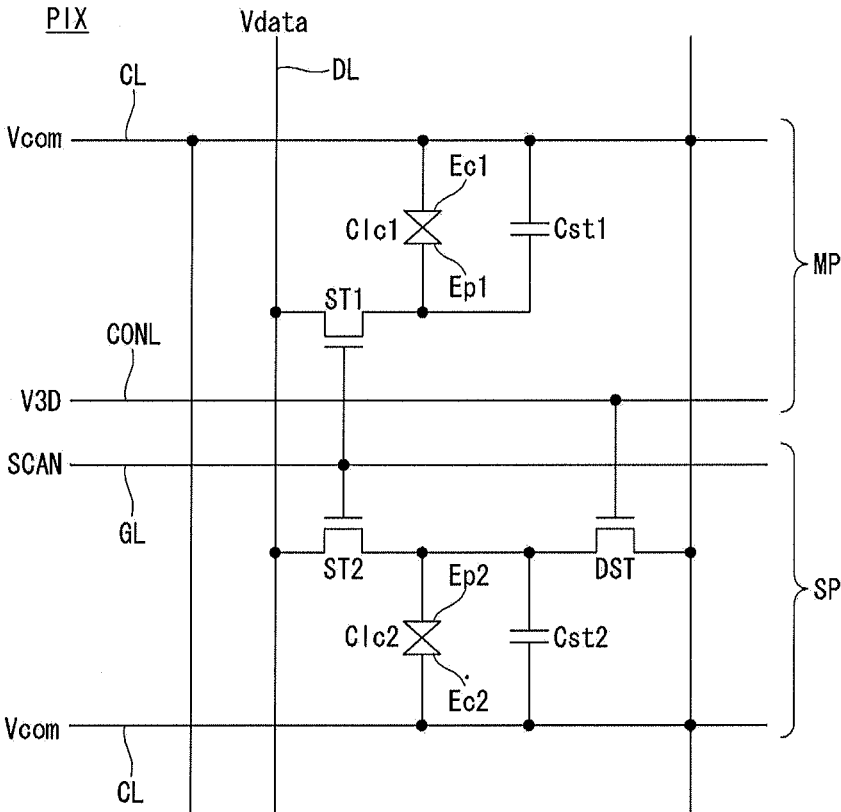 PIX
Vdata
DL
CL
Vcom
Ec1
Clc1
Cst1
MP
Ep1
ST1
CONL
V3D
SCAN
GL
ST2
Ep2
DST
SP
Clc2
Cst2
Ec2
Vcom
CL